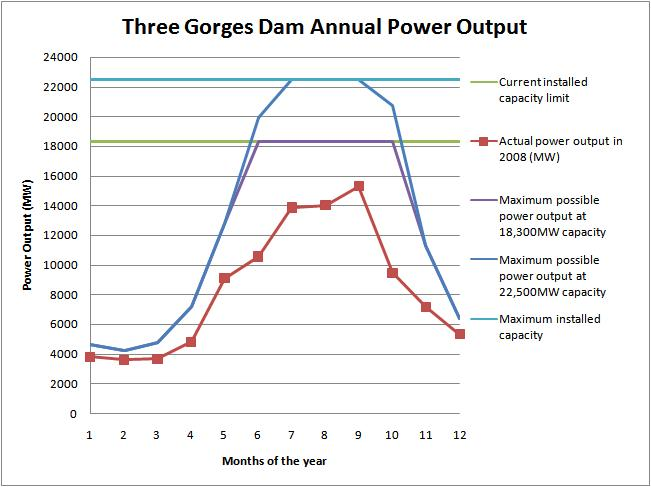 Three Gorges Dam Annual Power Output
24000
22000
20000
18000
16000
14000
12000
10000
8000
6000
4000
2000
0
Power Output (MW)
1 2 3 4 5 6 7 8 9 10 11 12
Months of the year
Current installed
capacity limit
Actual power output in
2008 (MW)
Maximum possible
power output at
18,300MW capacity
Maximum possible
power output at
22,500MW capacity
Maximum installed
capacity